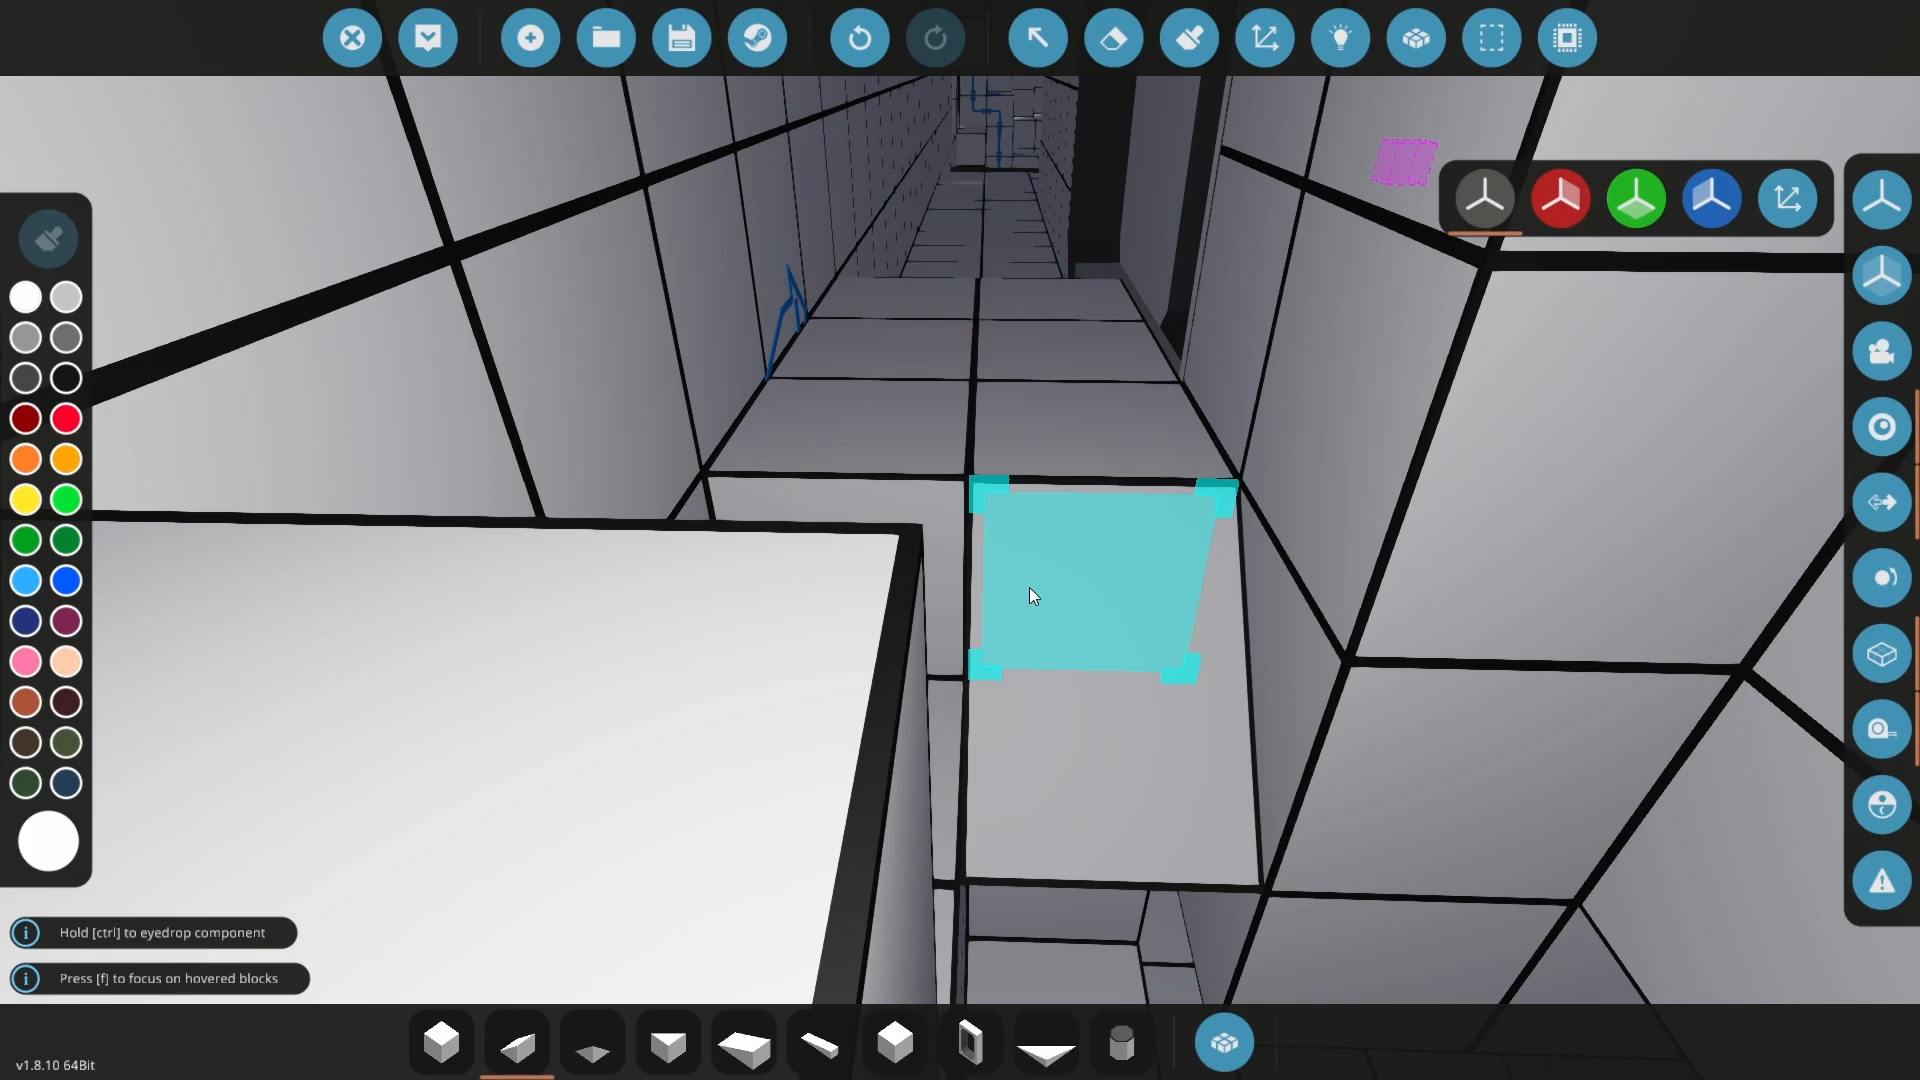 Hold [ctrl] to eyedrop component
Press [f] to focus on hovered blocks
v1.8.10 64Bit